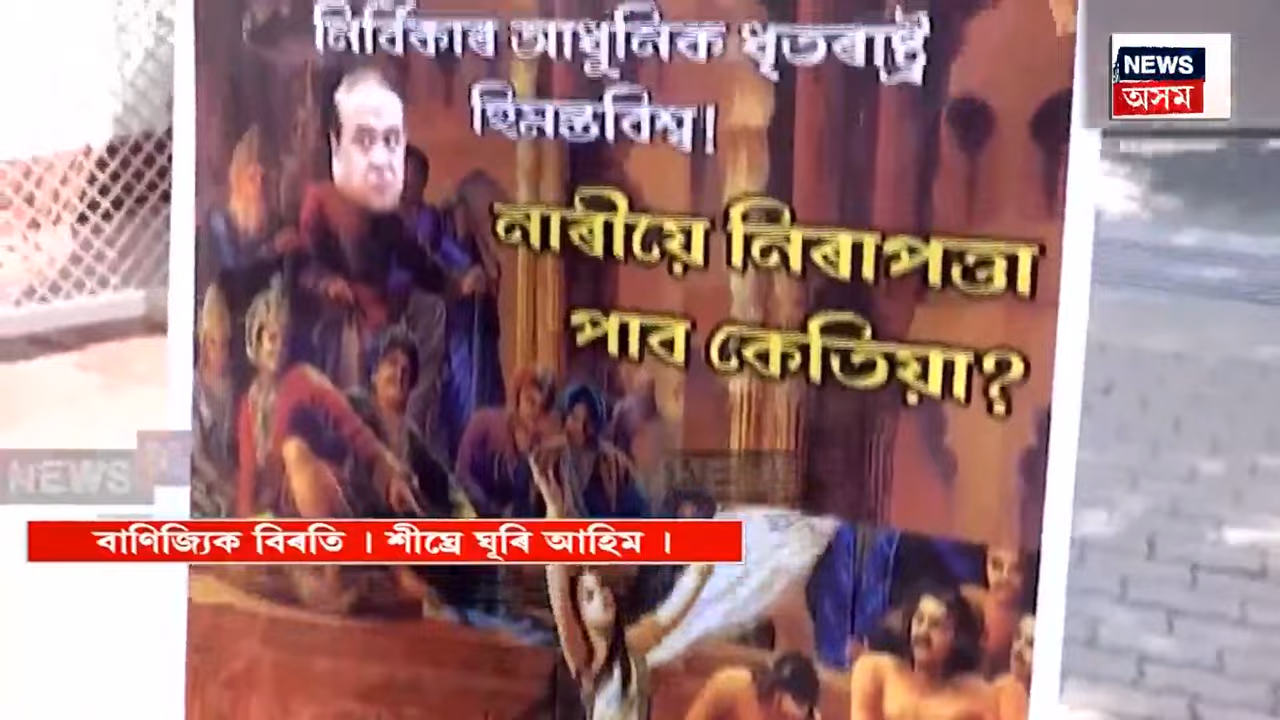 নিৰ্বিকাৰ আধুনিক ধৃতৰাষ্ট্ৰ
হিমন্তবিশ্ব।
নাৰীয়ে নিৰাপত্তা
পাব কেতিয়া?
NEWS
অসম
NEWS
বাণিজ্যিক বিৰতি । শীঘ্ৰে ঘূৰি আহিম ।